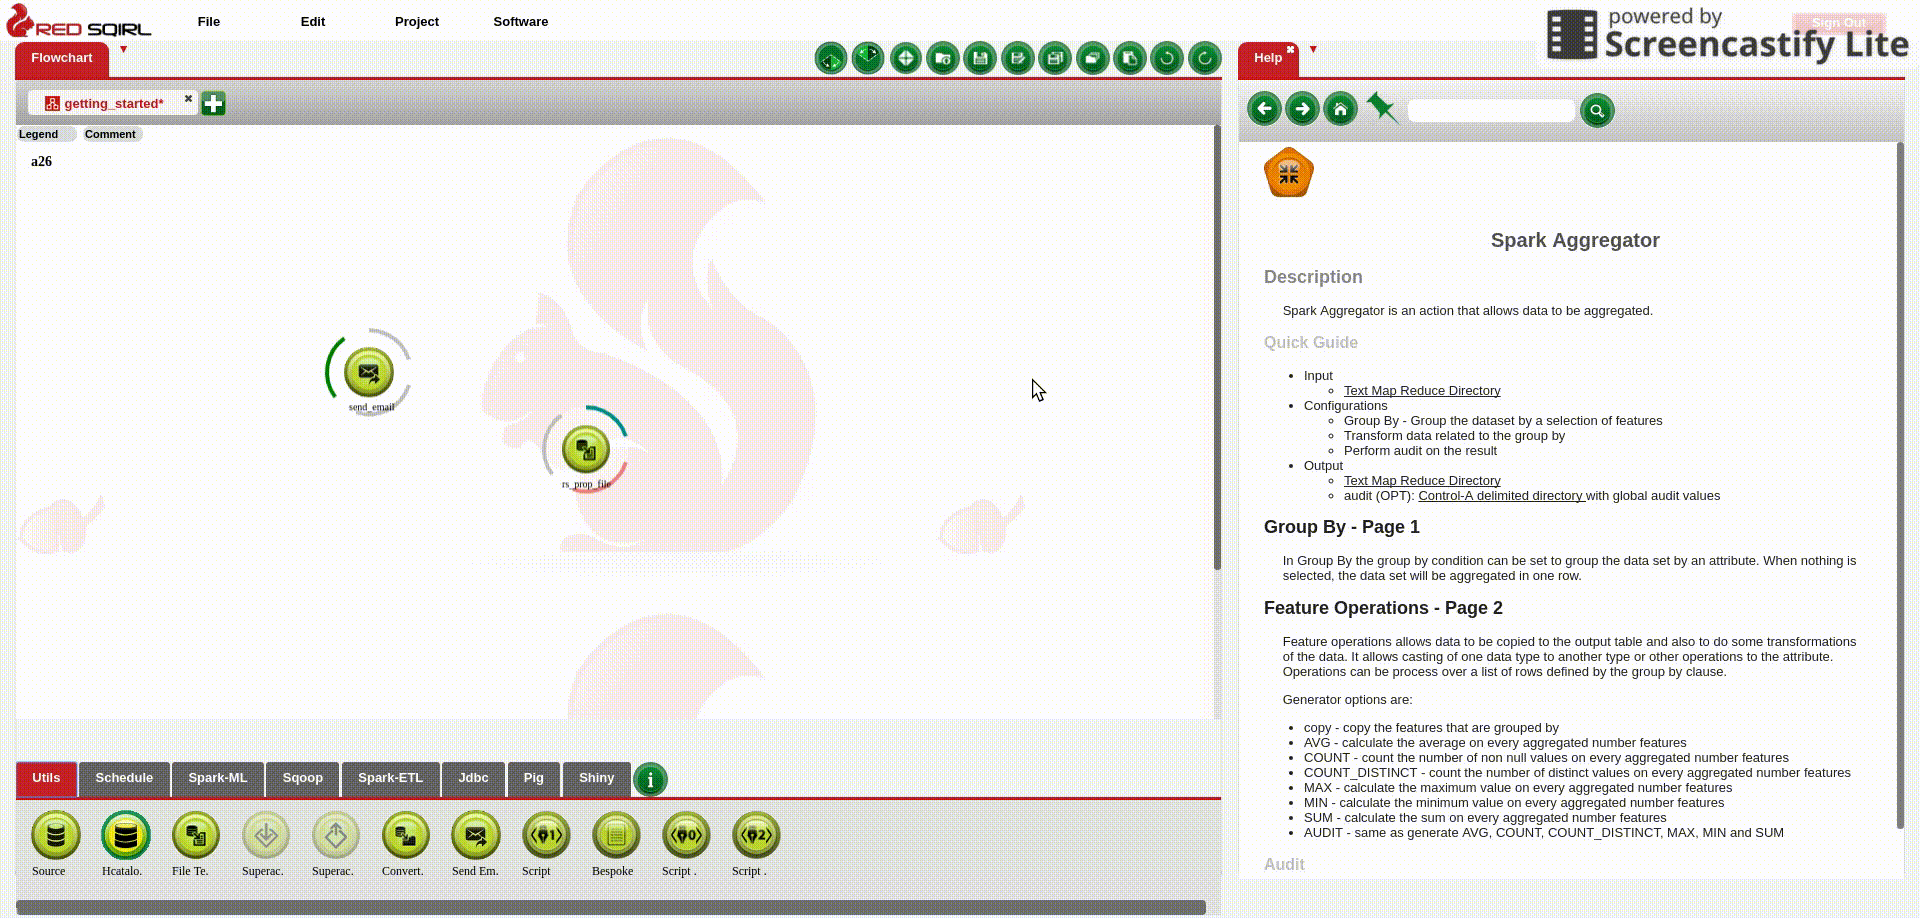 RED SQIRL
File Edit Project Software
powered by
Screencastify Lite
Sign Out
Flowchart
Help
getting_started*
Legend Comment
a26
send_email
rs_prop_file
Utils Schedule Spark-ML Sqoop Spark-ETL Jdbc Pig Shiny
Source Hcatalo. File Te. Superac. Superac. Convert. Send Em. Script Bespoke Script . Script .
Spark Aggregator
Description
Spark Aggregator is an action that allows data to be aggregated.
Quick Guide
Input
Text Map Reduce Directory
Configurations
Group By - Group the dataset by a selection of features
Transform data related to the group by
Perform audit on the result
Output
Text Map Reduce Directory
audit (OPT): Control-A delimited directory with global audit values
Group By - Page 1
In Group By the group by condition can be set to group the data set by an attribute. When nothing is
selected, the data set will be aggregated in one row.
Feature Operations - Page 2
Feature operations allows data to be copied to the output table and also to do some transformations
of the data. It allows casting of one data type to another type or other operations to the attribute.
Operations can be process over a list of rows defined by the group by clause.
Generator options are:
copy - copy the features that are grouped by
AVG - calculate the average on every aggregated number features
COUNT - count the number of non null values on every aggregated number features
COUNT_DISTINCT - count the number of distinct values on every aggregated number features
MAX - calculate the maximum value on every aggregated number features
MIN - calculate the minimum value on every aggregated number features
SUM - calculate the sum on every aggregated number features
AUDIT - same as generate AVG, COUNT, COUNT_DISTINCT, MAX, MIN and SUM
Audit